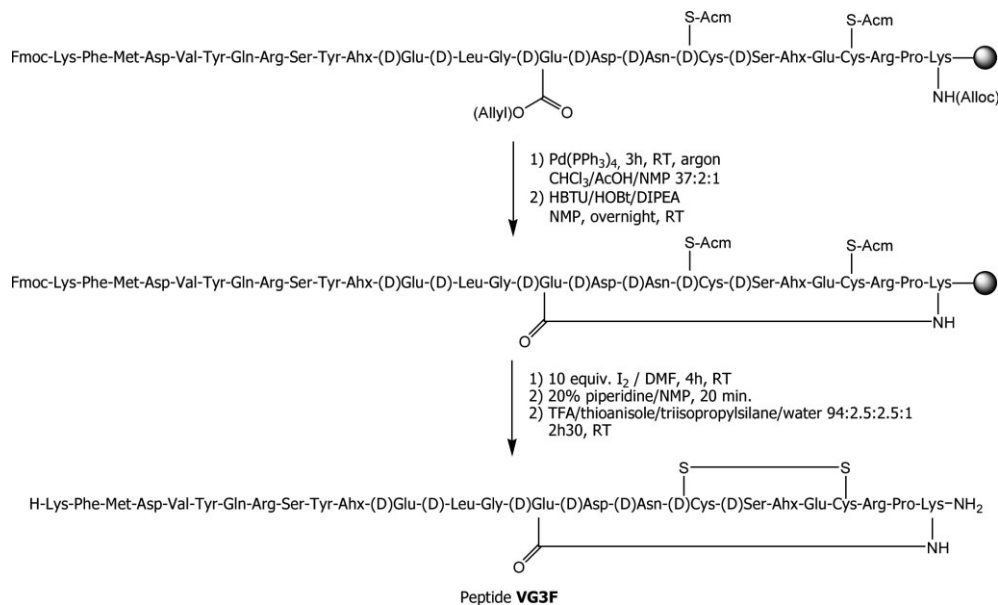 S-Acm S-Acm
Fmoc-Lys-Phe-Met-Asp-Val-Tyr-Gln-Arg-Ser-Tyr-Ahx-(D)Glu-(D)-Leu-Gly-(D)Glu-(D)Asp-(D)Asn-(D)Cys-(D)Ser-Ahx-Glu-Cys-Arg-Pro-Lys
NH(Alloc)
(Allyl)O O
1) Pd(PPh3)4, 3h, RT, argon
CHCl3/AcOH/NMP 37:2:1
2) HBTU/HOBt/DIPEA
NMP, overnight, RT
S-Acm S-Acm
Fmoc-Lys-Phe-Met-Asp-Val-Tyr-Gln-Arg-Ser-Tyr-Ahx-(D)Glu-(D)-Leu-Gly-(D)Glu-(D)Asp-(D)Asn-(D)Cys-(D)Ser-Ahx-Glu-Cys-Arg-Pro-Lys
NH
O
1) 10 equiv. I2 / DMF, 4h, RT
2) 20% piperidine/NMP, 20 min.
2) TFA/thioanisole/triisopropylsilane/water 94:2.5:2.5:1
2h30, RT
S S
H-Lys-Phe-Met-Asp-Val-Tyr-Gln-Arg-Ser-Tyr-Ahx-(D)Glu-(D)-Leu-Gly-(D)Glu-(D)Asp-(D)Asn-(D)Cys-(D)Ser-Ahx-Glu-Cys-Arg-Pro-Lys-NH2
NH
O
Peptide VG3F